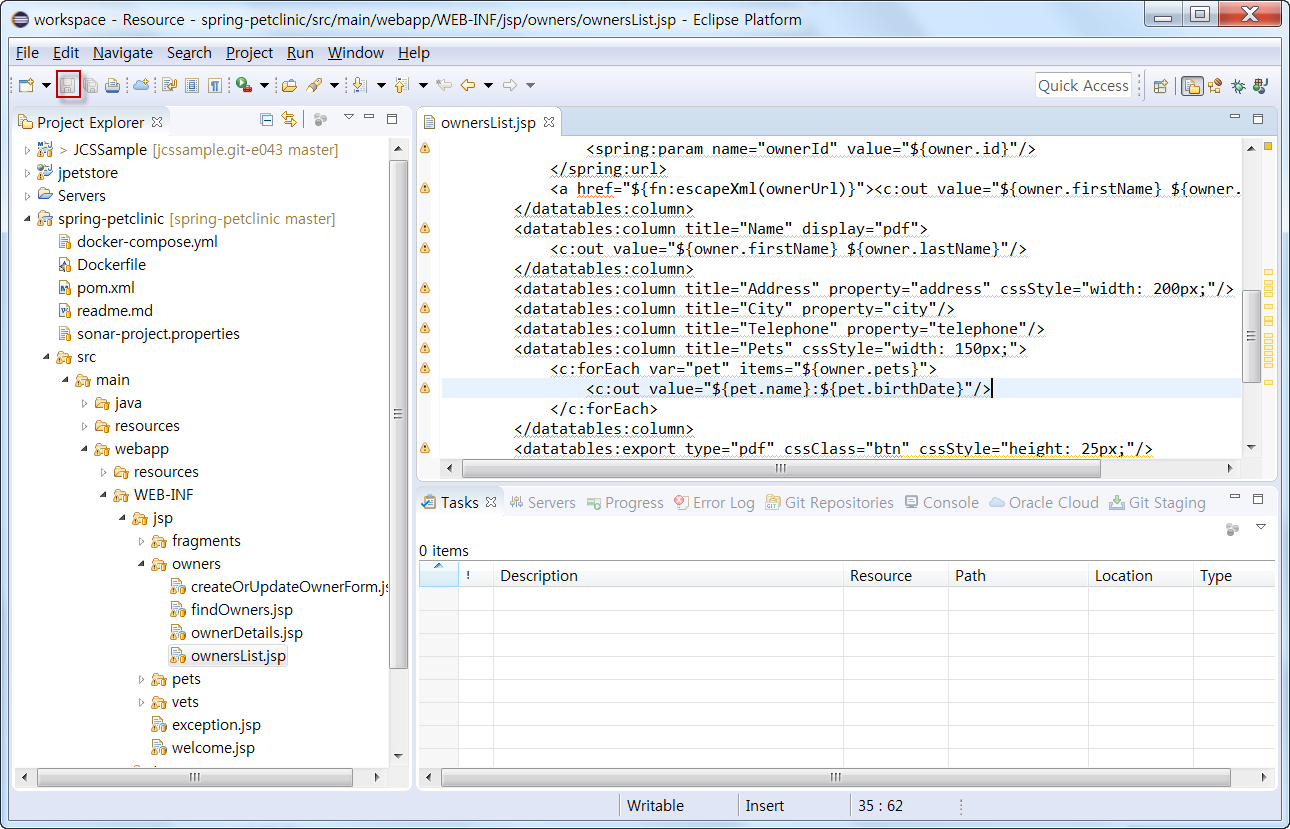 workspace - Resource - spring-petclinic/src/main/webapp/WEB-INF/jsp/owners/ownersList.jsp - Eclipse Platform
File Edit Navigate Search Project Run Window Help
Quick Access
Project Explorer
> JCSSample [jcssample.git-e043 master]
jpetstore
Servers
spring-petclinic [spring-petclinic master]
docker-compose.yml
Dockerfile
pom.xml
readme.md
sonar-project.properties
src
main
java
resources
webapp
resources
WEB-INF
jsp
fragments
owners
createOrUpdateOwnerForm.js
findOwners.jsp
ownerDetails.jsp
ownersList.jsp
pets
vets
exception.jsp
welcome.jsp
ownersList.jsp
<spring:param name="ownerId" value="${owner.id}"/>
</spring:url>
<a href="${fn:escapeXml(ownerUrl)}"><c:out value="${owner.firstName} ${owner.
</datatables:column>
<datatables:column title="Name" display="pdf">
<c:out value="${owner.firstName} ${owner.lastName}"/>
</datatables:column>
<datatables:column title="Address" property="address" cssStyle="width: 200px;"/>
<datatables:column title="City" property="city"/>
<datatables:column title="Telephone" property="telephone"/>
<datatables:column title="Pets" cssStyle="width: 150px;">
<c:forEach var="pet" items="${owner.pets}">
<c:out value="${pet.name}:${pet.birthDate}"/>
</c:forEach>
</datatables:column>
<datatables:export type="pdf" cssClass="btn" cssStyle="height: 25px;"/>
Tasks Servers Progress Error Log Git Repositories Console Oracle Cloud Git Staging
0 items
! Description Resource Path Location Type
Writable Insert 35 : 62